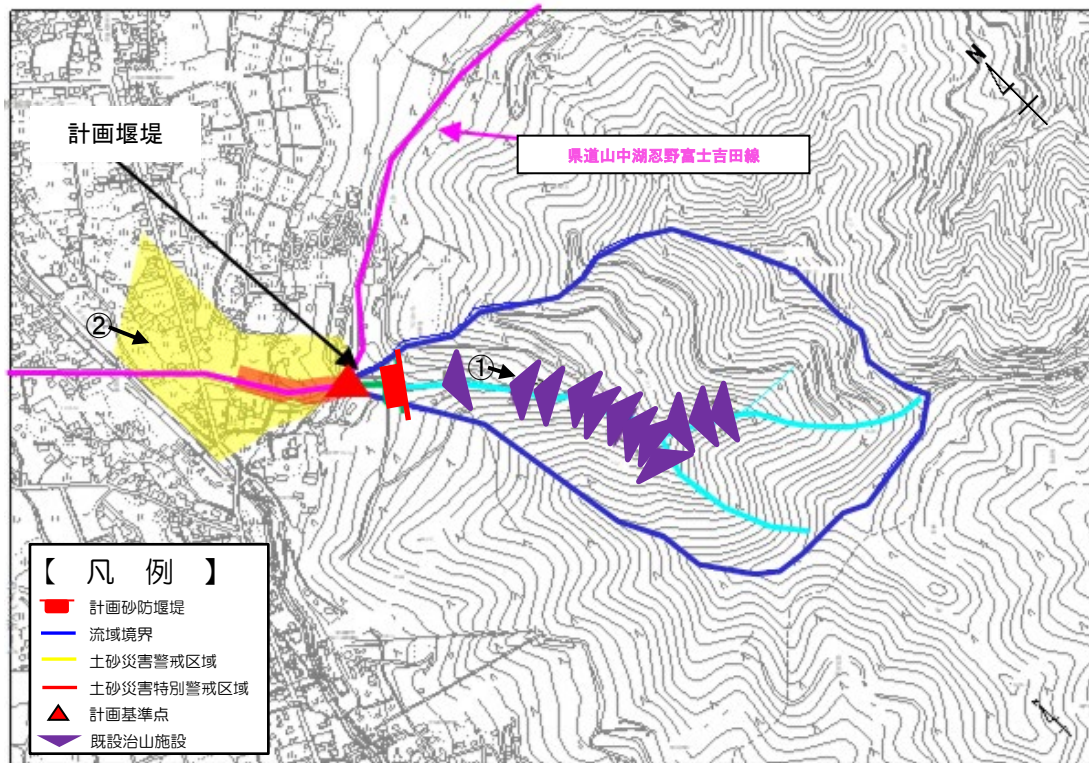 N
計画堰堤
県道山中湖忍野富士吉田線
②
①
【 凡 例 】
計画砂防堰堤
流域境界
土砂災害警戒区域
土砂災害特別警戒区域
計画基準点
既設治山施設